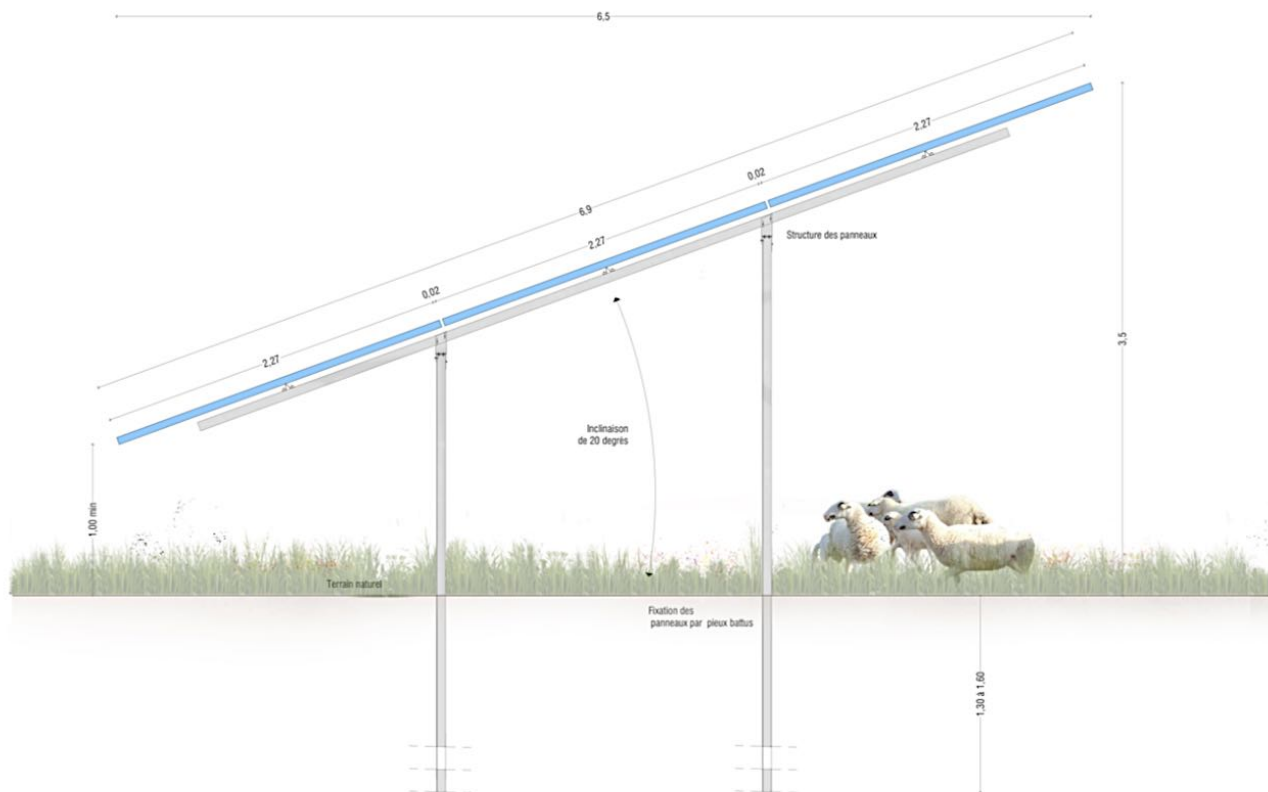 6,5
2,27
0,02
6,9
2,27
Structure des panneaux
0,02
2,27
3,5
Inclinaison
de 20 degrès
1,00 min
Terrain naturel
Fixation des
panneaux par pieux battus
1,30 à 1,60